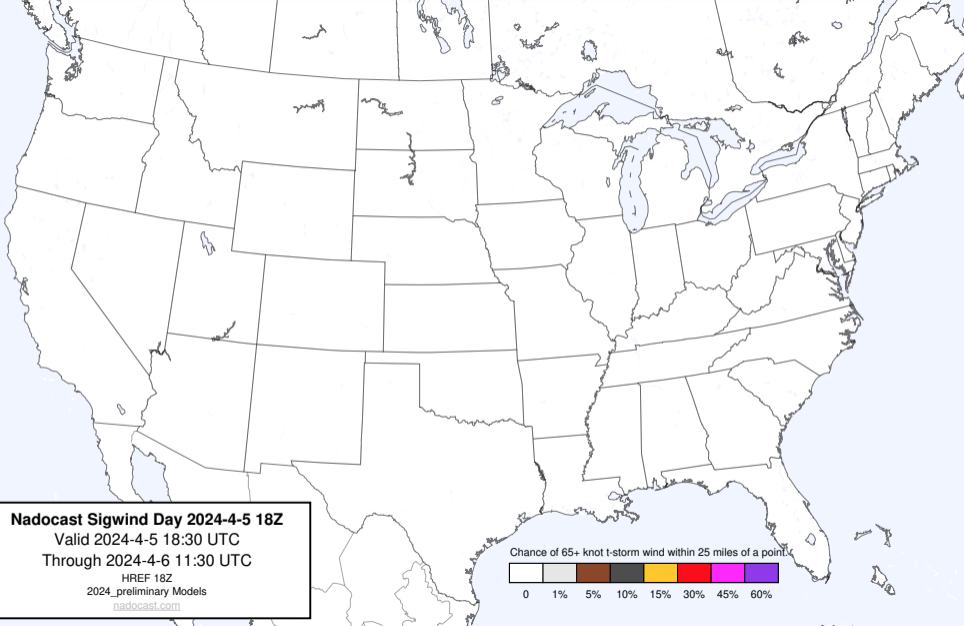 Nadocast Sigwind Day 2024-4-5 18Z
Valid 2024-4-5 18:30 UTC
Through 2024-4-6 11:30 UTC
HREF 18Z
2024_preliminary Models
nadocast.com
Chance of 65+ knot t-storm wind within 25 miles of a point.
0 1% 5% 10% 15% 30% 45% 60%